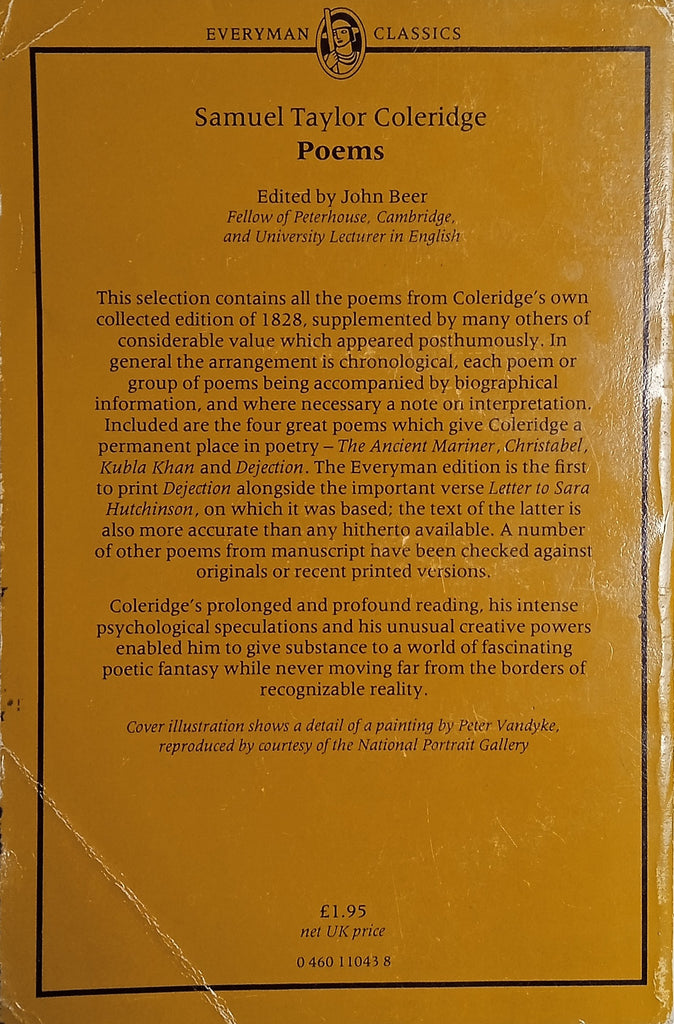 EVERYMAN CLASSICS
Samuel Taylor Coleridge
Poems
Edited by John Beer
Fellow of Peterhouse, Cambridge,
and University Lecturer in English
This selection contains all the poems from Coleridge's own
collected edition of 1828, supplemented by many others of
considerable value which appeared posthumously. In
general the arrangement is chronological, each poem or
group of poems being accompanied by biographical
information, and where necessary a note on interpretation.
Included are the four great poems which give Coleridge a
permanent place in poetry – The Ancient Mariner, Christabel,
Kubla Khan and Dejection. The Everyman edition is the first
to print Dejection alongside the important verse Letter to Sara
Hutchinson, on which it was based; the text of the latter is
also more accurate than any hitherto available. A number
of other poems from manuscript have been checked against
originals or recent printed versions.
Coleridge's prolonged and profound reading, his intense
psychological speculations and his unusual creative powers
enabled him to give substance to a world of fascinating
poetic fantasy while never moving far from the borders of
recognizable reality.
Cover illustration shows a detail of a painting by Peter Vandyke,
reproduced by courtesy of the National Portrait Gallery
£1.95
net UK price
0 460 11043 8